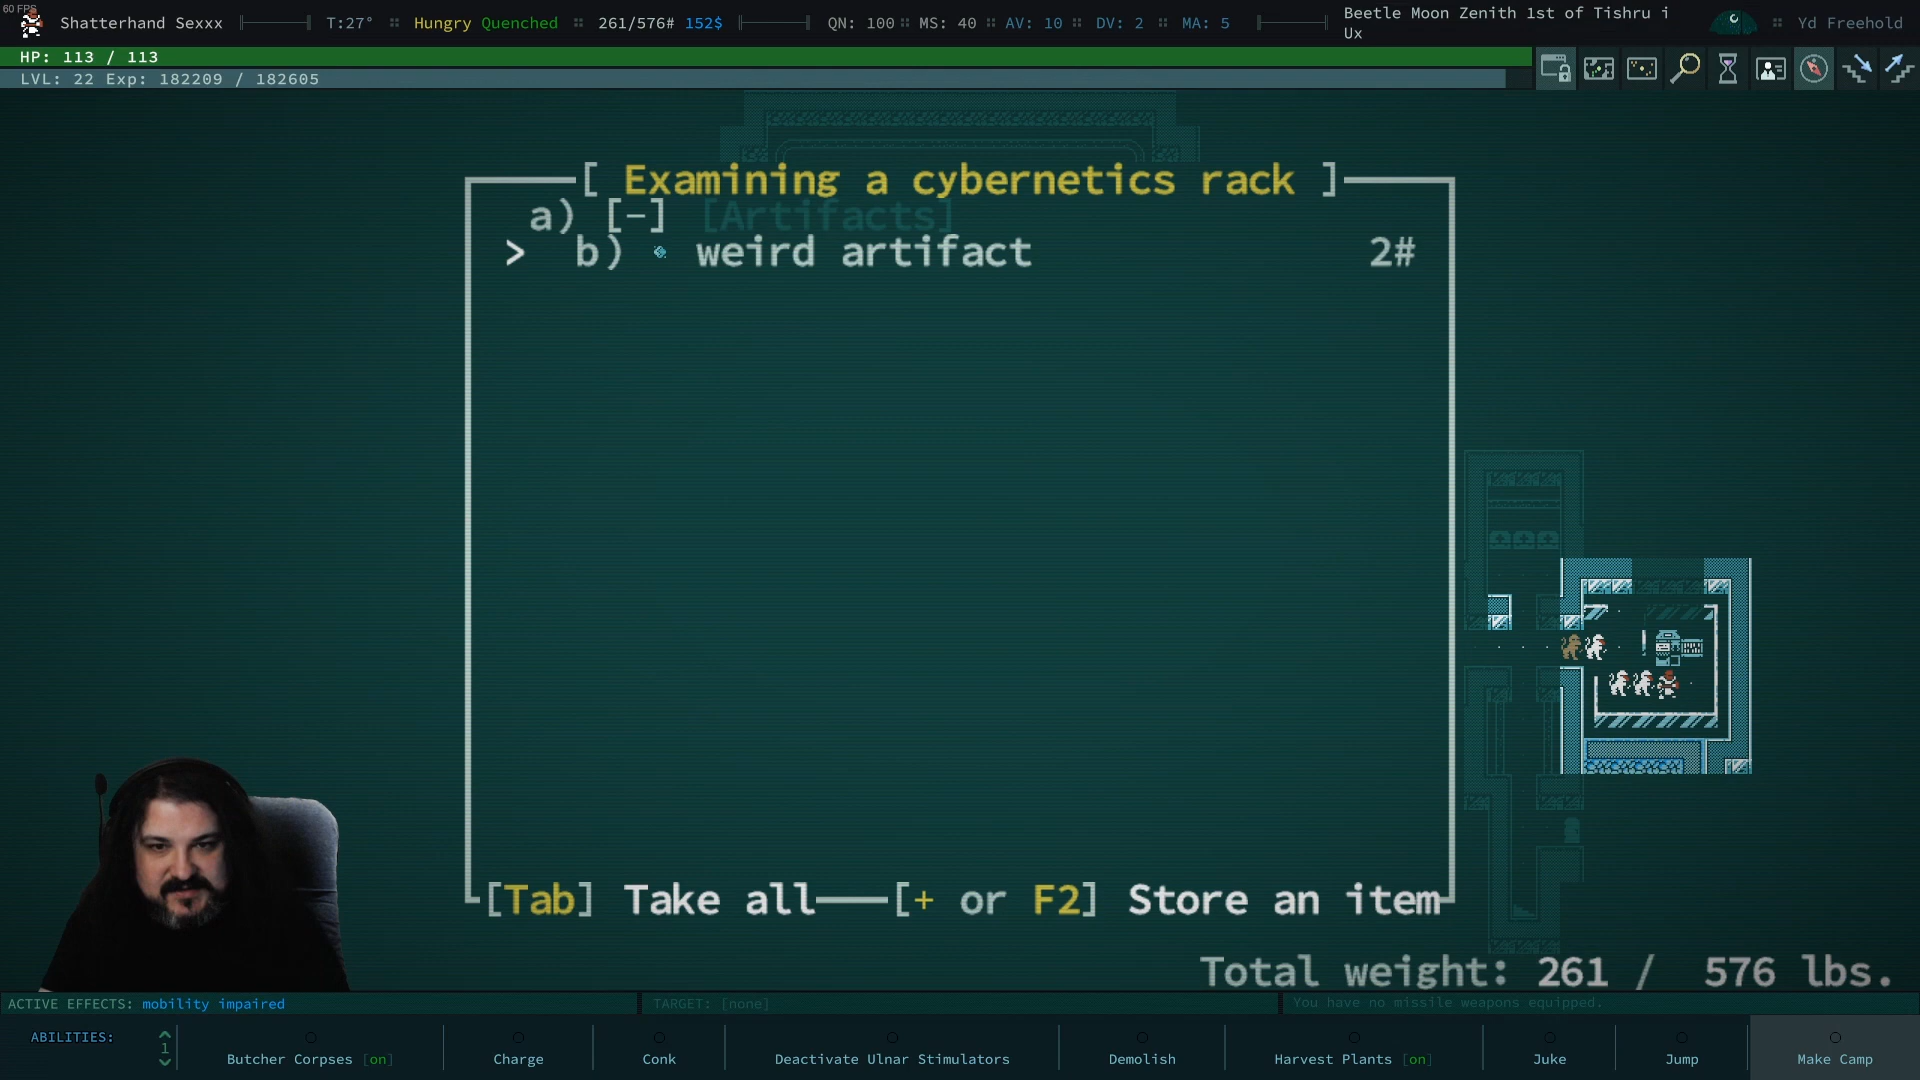 60 FPS
Shatterhand Sexxx T:27° Hungry Quenched 261/576# 152$ QN: 100 MS: 40 AV: 10 DV: 2 MA: 5 Beetle Moon Zenith 1st of Tishru i Ux Yd Freehold
HP: 113 / 113
LVL: 22 Exp: 182209 / 182605
[ Examining a cybernetics rack ]
a) [-] [Artifacts]
> b) weird artifact 2#
[Tab] Take all [+ or F2] Store an item
Total weight: 261 / 576 lbs.
ACTIVE EFFECTS: mobility impaired TARGET: [none] You have no missile weapons equipped.
ABILITIES: 1 Butcher Corpses [on] Charge Conk Deactivate Ulnar Stimulators Demolish Harvest Plants [on] Juke Jump Make Camp